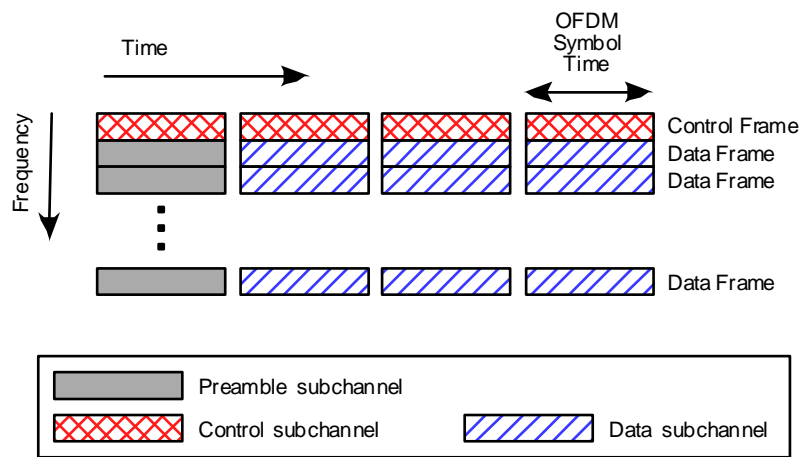 Time
OFDM
Symbol
Time
Frequency
Control Frame
Data Frame
Data Frame
Data Frame
Preamble subchannel
Control subchannel
Data subchannel